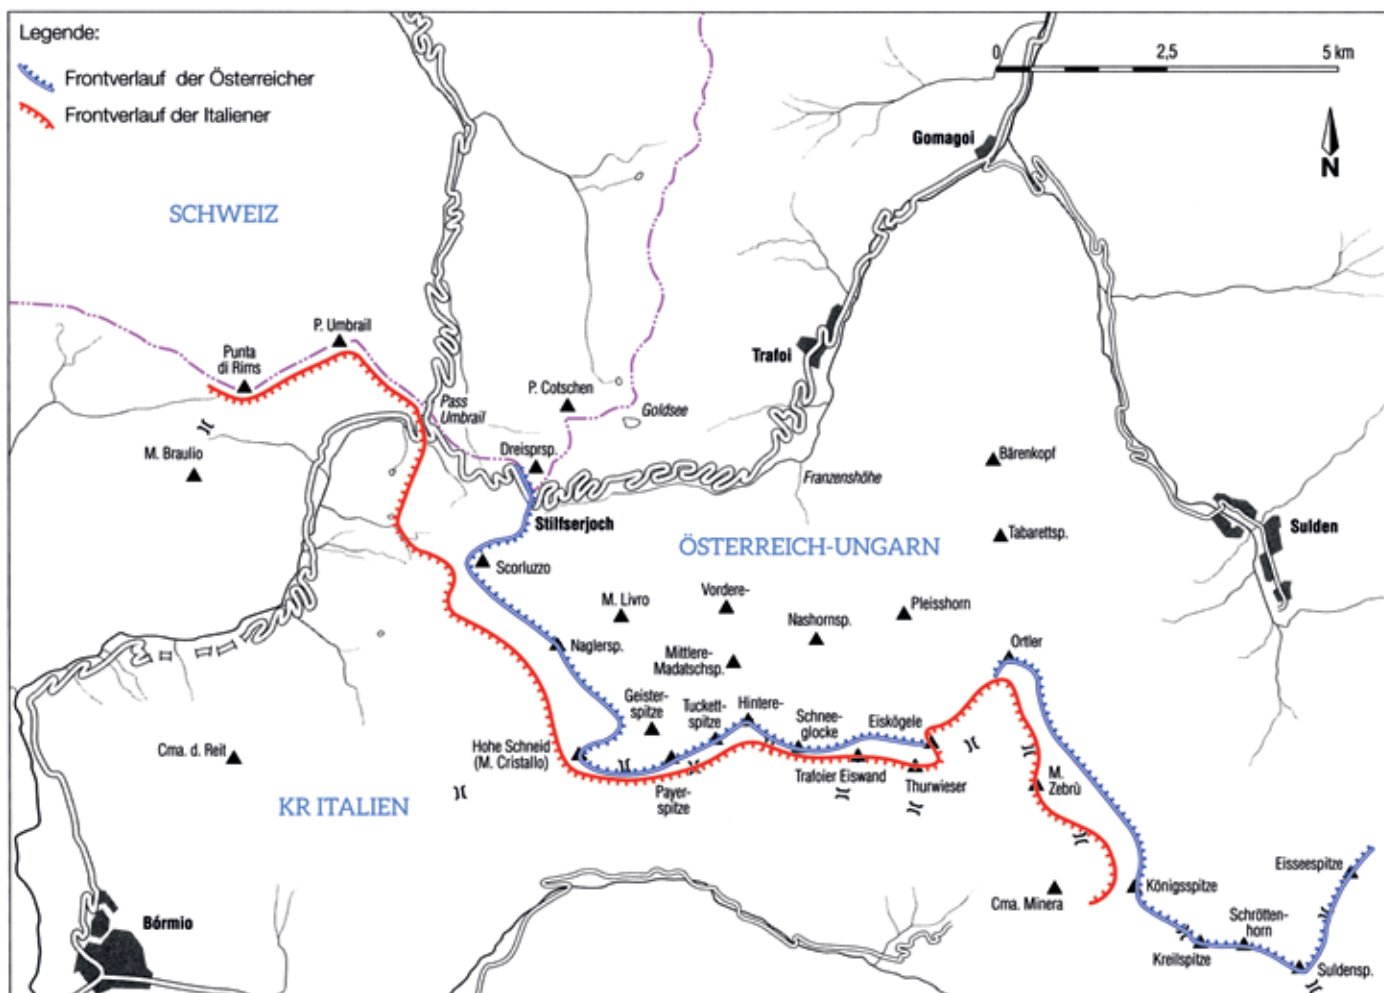 Legende:
Frontverlauf der Österreicher
Frontverlauf der Italiener
0 2,5 5 km
N
Gomagoi
SCHWEIZ
P. Umbrail
Punta
di Rims
Trafoi
P. Cotschen
Pass
Umbrail
Goldsee
M. Braulio
Dreisprsp.
Bärenkopf
Franzenshöhe
Stilfserjoch
Sulden
Tabarettsp.
ÖSTERREICH-UNGARN
Scorluzzo
Vordere-
M. Livro
Pleisshorn
Nashornsp.
Naglersp.
Mittlere-
Madatschsp.
Ortler
Geister-
spitze
Tuckett-
spitze
Hintere-
Schnee-
glocke
Eiskögele
Cma. d. Reit
Hohe Schneid
(M. Cristallo)
Trafoier Eiswand
Thurwieser
M.
Zebrù
Payer-
spitze
KR ITALIEN
Eisseespitze
Königsspitze
Cma. Minera
Bórmio
Schrötten-
horn
Kreilspitze
Suldensp.